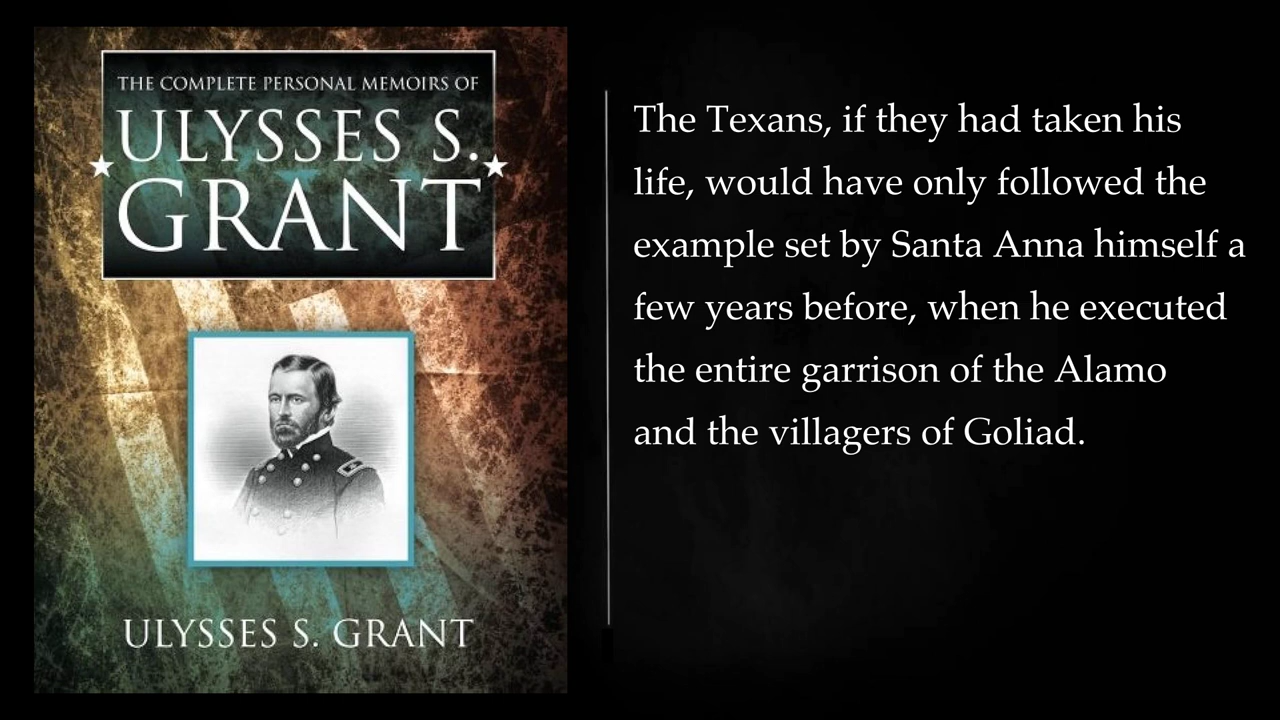 THE COMPLETE PERSONAL MEMOIRS OF
ULYSSES S.
GRANT
ULYSSES S. GRANT
The Texans, if they had taken his
life, would have only followed the
example set by Santa Anna himself a
few years before, when he executed
the entire garrison of the Alamo
and the villagers of Goliad.